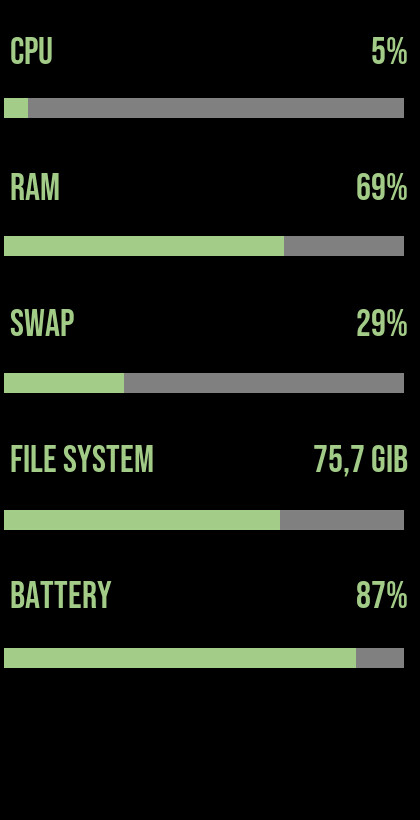 CPU 5%
RAM 69%
SWAP 29%
FILE SYSTEM 75,7 GIB
BATTERY 87%